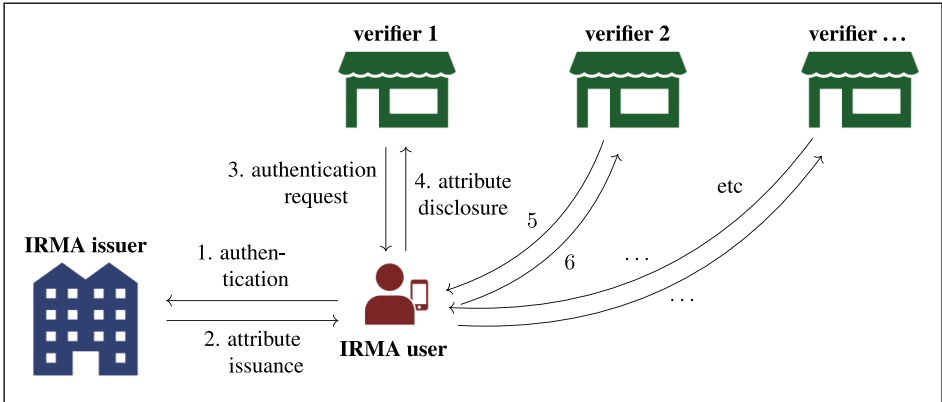 verifier 1
verifier 2
verifier ...
3. authentication
request
4. attribute
disclosure
etc
5
6
...
...
IRMA issuer
1. authen-
tication
2. attribute
issuance
IRMA user